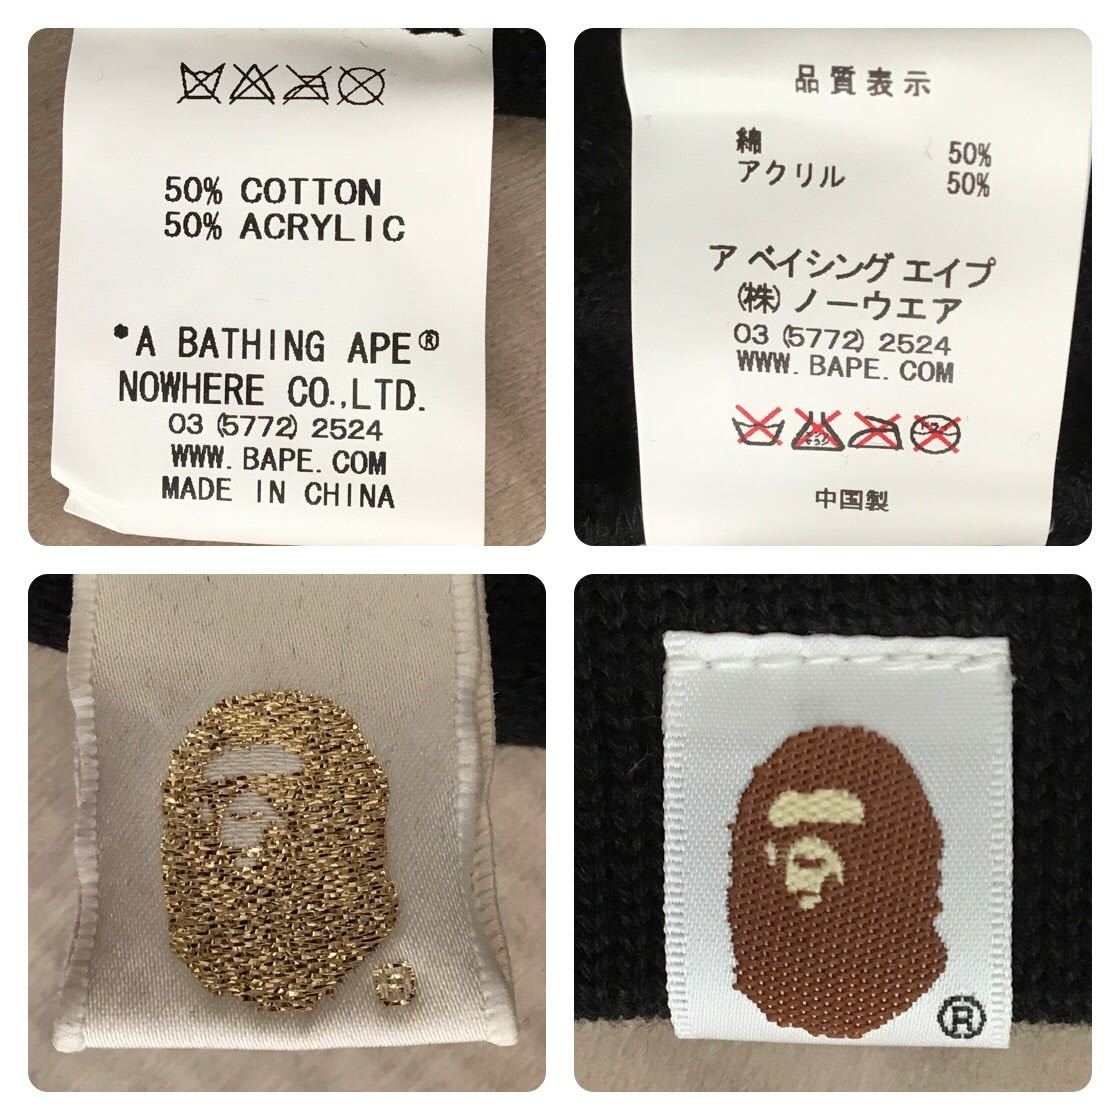 50% COTTON
50% ACRYLIC
*A BATHING APE®
NOWHERE CO.,LTD.
03 (5772) 2524
WWW. BAPE. COM
MADE IN CHINA
品質表示
綿 50%
アクリル 50%
ア ベイシング エイプ
(株) ノーウエア
03 (5772) 2524
WWW. BAPE. COM
中国製
®
®